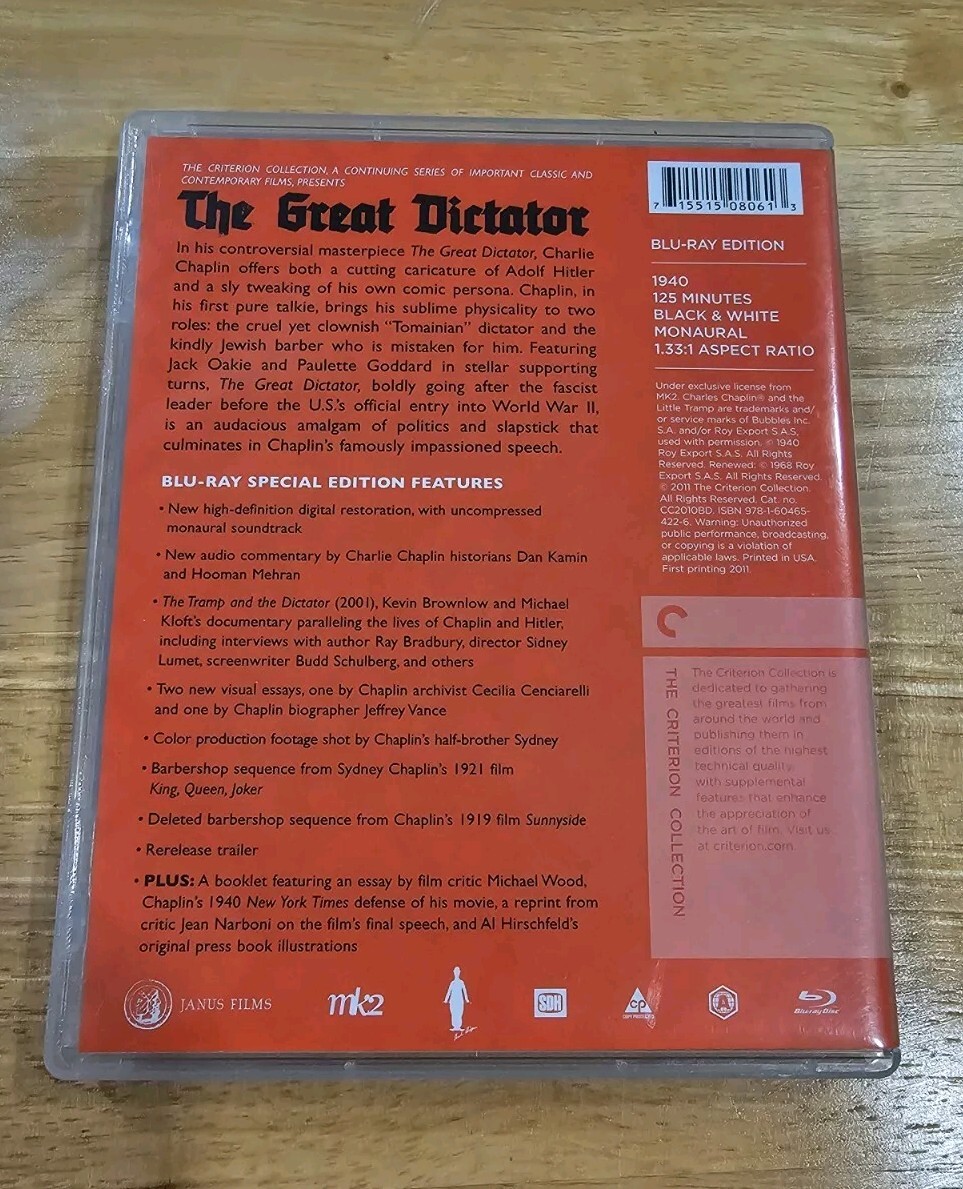 THE CRITERION COLLECTION, A CONTINUING SERIES OF IMPORTANT CLASSIC AND
CONTEMPORARY FILMS, PRESENTS
The Great Dictator
In his controversial masterpiece The Great Dictator, Charlie
Chaplin offers both a cutting caricature of Adolf Hitler
and a sly tweaking of his own comic persona. Chaplin, in
his first pure talkie, brings his sublime physicality to two
roles: the cruel yet clownish “Tomainian” dictator and the
kindly Jewish barber who is mistaken for him. Featuring
Jack Oakie and Paulette Goddard in stellar supporting
turns, The Great Dictator, boldly going after the fascist
leader before the U.S.’s official entry into World War II,
is an audacious amalgam of politics and slapstick that
culminates in Chaplin’s famously impassioned speech.
BLU-RAY SPECIAL EDITION FEATURES
• New high-definition digital restoration, with uncompressed
monaural soundtrack
• New audio commentary by Charlie Chaplin historians Dan Kamin
and Hooman Mehran
• The Tramp and the Dictator (2001), Kevin Brownlow and Michael
Kloft’s documentary paralleling the lives of Chaplin and Hitler,
including interviews with author Ray Bradbury, director Sidney
Lumet, screenwriter Budd Schulberg, and others
• Two new visual essays, one by Chaplin archivist Cecilia Cenciarelli
and one by Chaplin biographer Jeffrey Vance
• Color production footage shot by Chaplin’s half-brother Sydney
• Barbershop sequence from Sydney Chaplin’s 1921 film
King, Queen, Joker
• Deleted barbershop sequence from Chaplin’s 1919 film Sunnyside
• Rerelease trailer
• PLUS: A booklet featuring an essay by film critic Michael Wood,
Chaplin’s 1940 New York Times defense of his movie, a reprint from
critic Jean Narboni on the film’s final speech, and Al Hirschfeld’s
original press book illustrations
7 15515 08061 3
BLU-RAY EDITION
1940
125 MINUTES
BLACK & WHITE
MONAURAL
1.33:1 ASPECT RATIO
Under exclusive license from
MK2. Charles Chaplin® and the
Little Tramp are trademarks and/
or service marks of Bubbles Inc.
S.A. and/or Roy Export S.A.S.
used with permission. © 1940
Roy Export S.A.S. All Rights
Reserved. Renewed: © 1968 Roy
Export S.A.S. All Rights Reserved.
© 2011 The Criterion Collection.
All Rights Reserved. Cat. no.
CC2010BD. ISBN 978-1-60465-
422-6. Warning: Unauthorized
public performance, broadcasting,
or copying is a violation of
applicable laws. Printed in USA.
First printing 2011.
THE CRITERION COLLECTION
The Criterion Collection is
dedicated to gathering
the greatest films from
around the world and
publishing them in
editions of the highest
technical quality,
with supplemental
features that enhance
the appreciation of
the art of film. Visit us
at criterion.com.
JANUS FILMS
mk2
SDH
CP
COPY PROTECTED
A
Blu-ray Disc